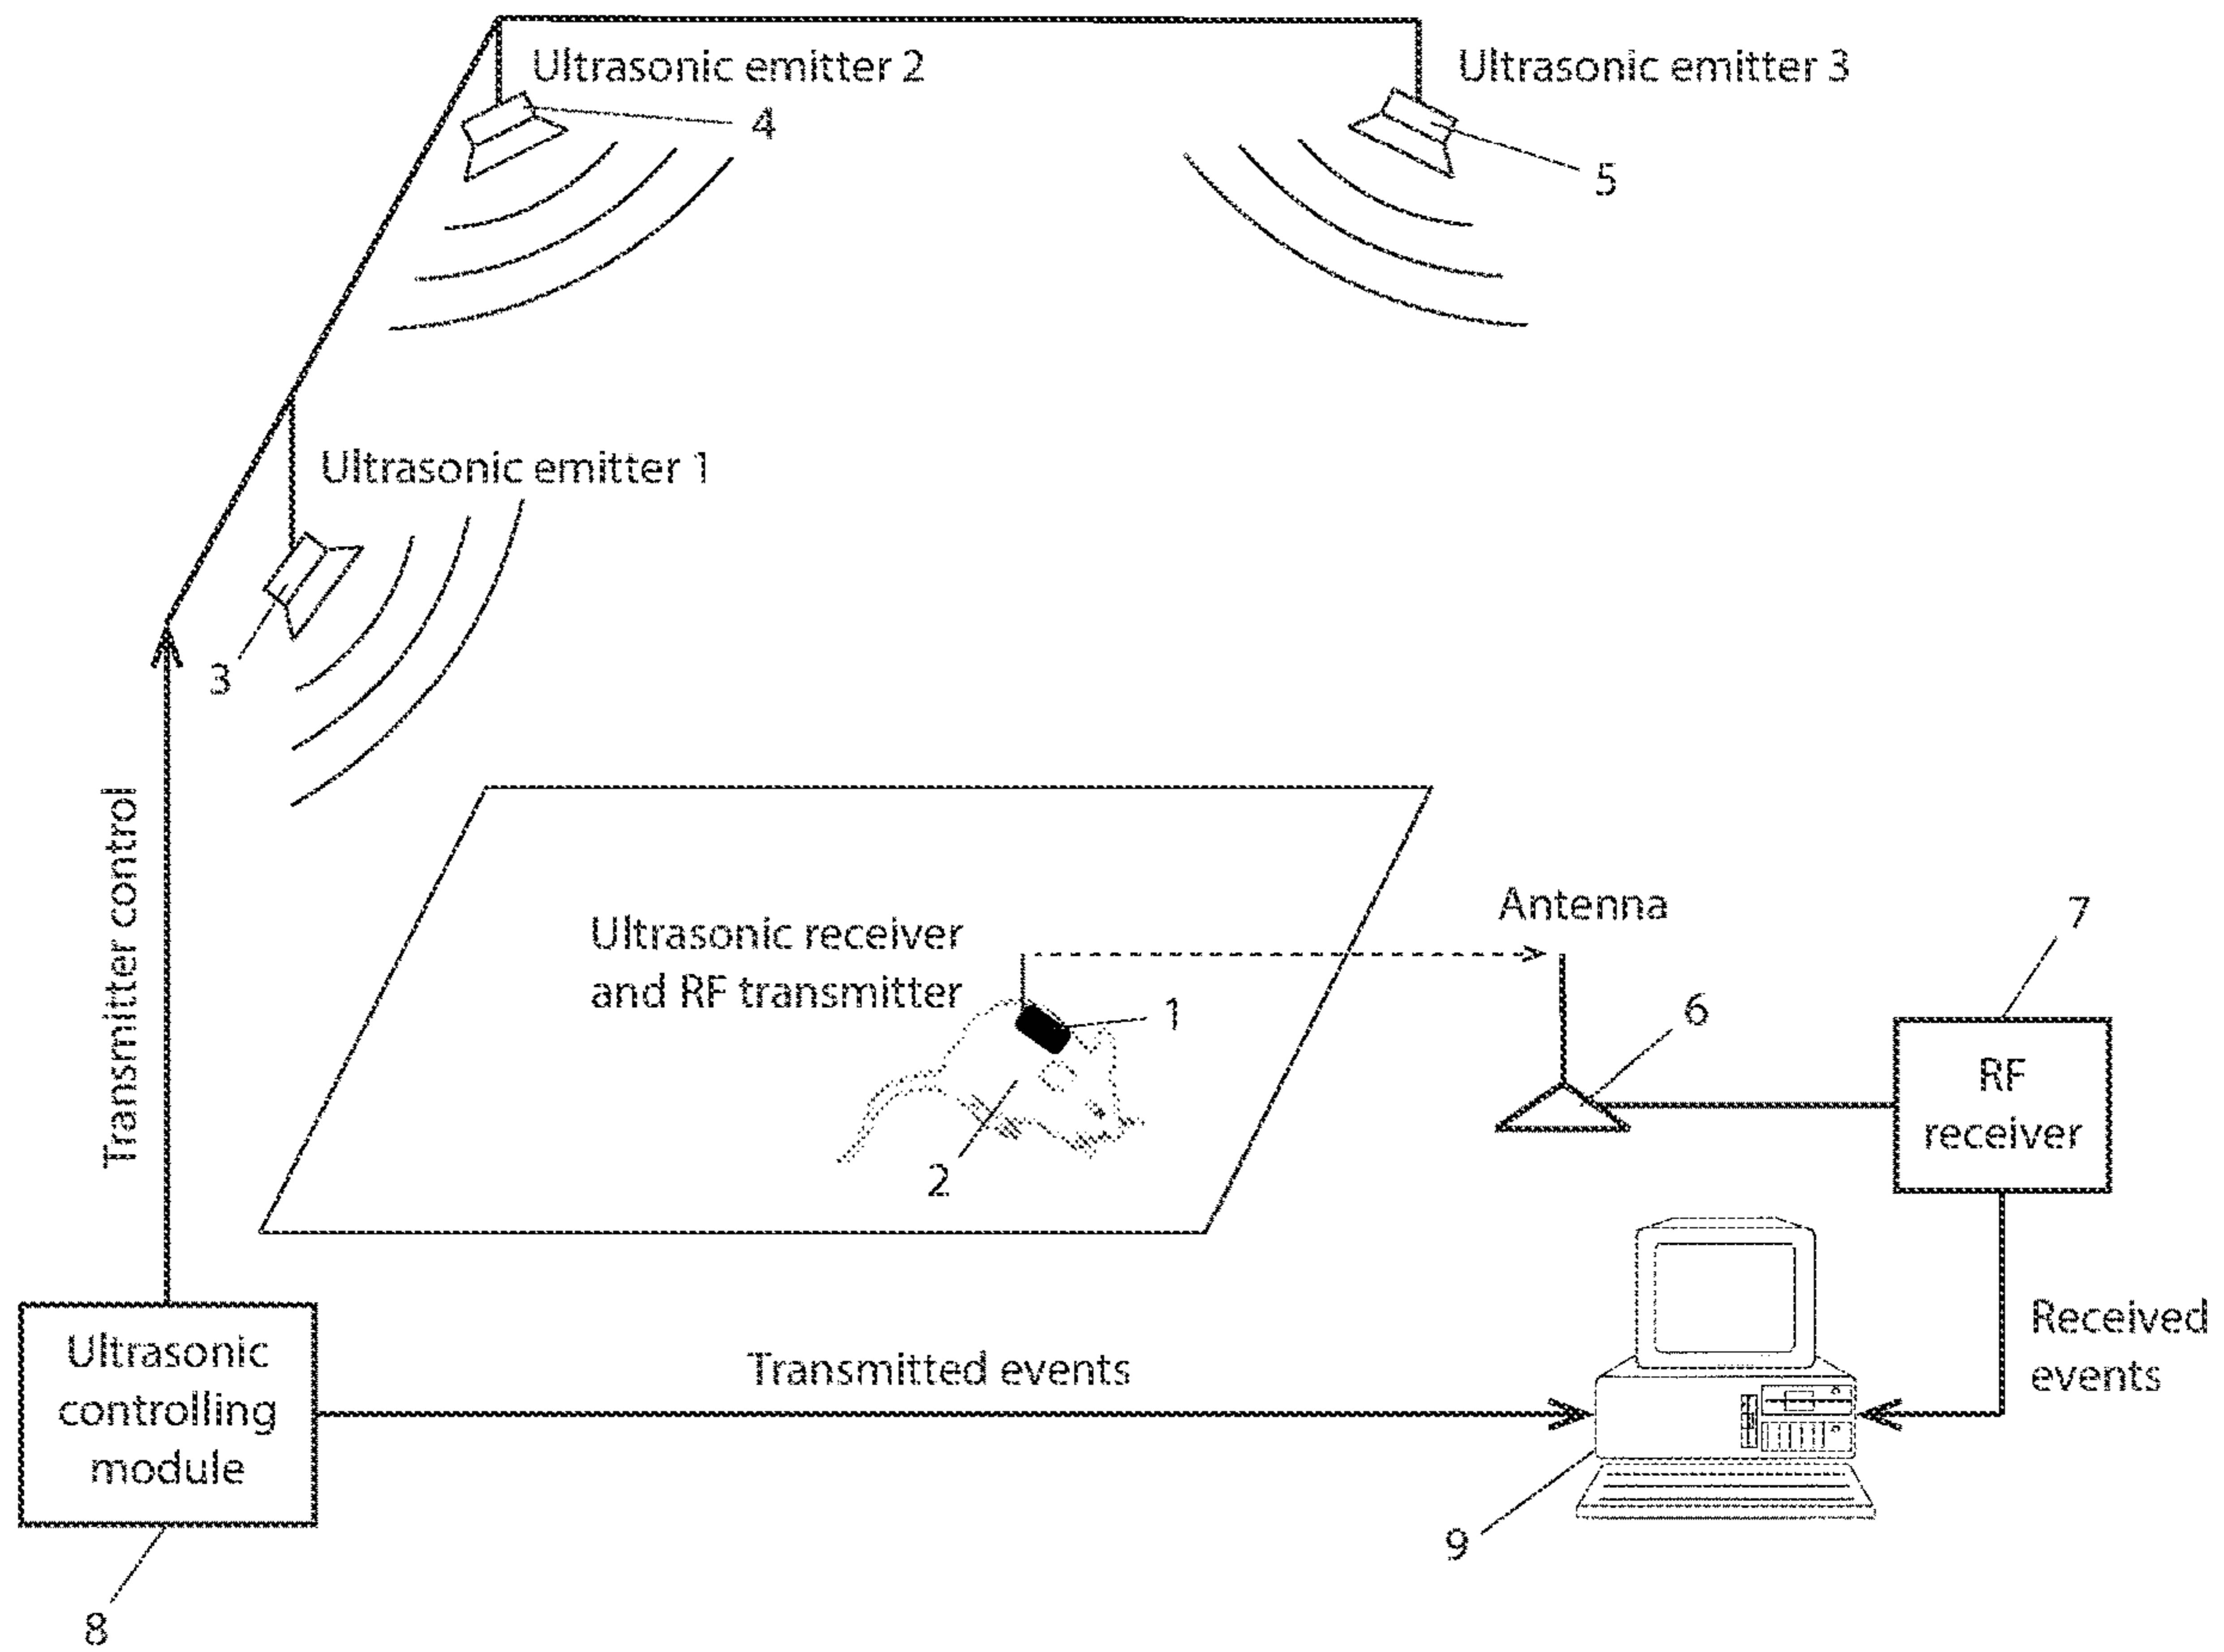 Ultrasonic emitter 2
Ultrasonic emitter 3
4
5
Ultrasonic emitter 1
3
Transmitter control
Ultrasonic receiver
and RF transmitter
1
2
Antenna
6
7
RF
receiver
Received
events
Transmitted events
Ultrasonic
controlling
module
8
9